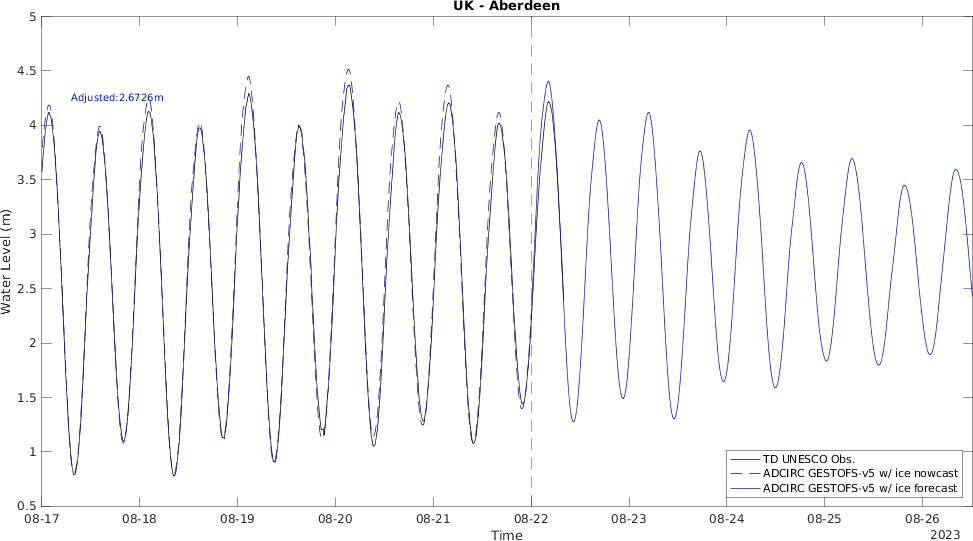 UK - Aberdeen
5
4.5
4
3.5
3
2.5
2
1.5
1
0.5
Water Level (m)
Adjusted:2.6726m
TD UNESCO Obs.
ADCIRC GESTOFS-v5 w/ ice nowcast
ADCIRC GESTOFS-v5 w/ ice forecast
08-17 08-18 08-19 08-20 08-21 08-22 08-23 08-24 08-25 08-26
Time
2023